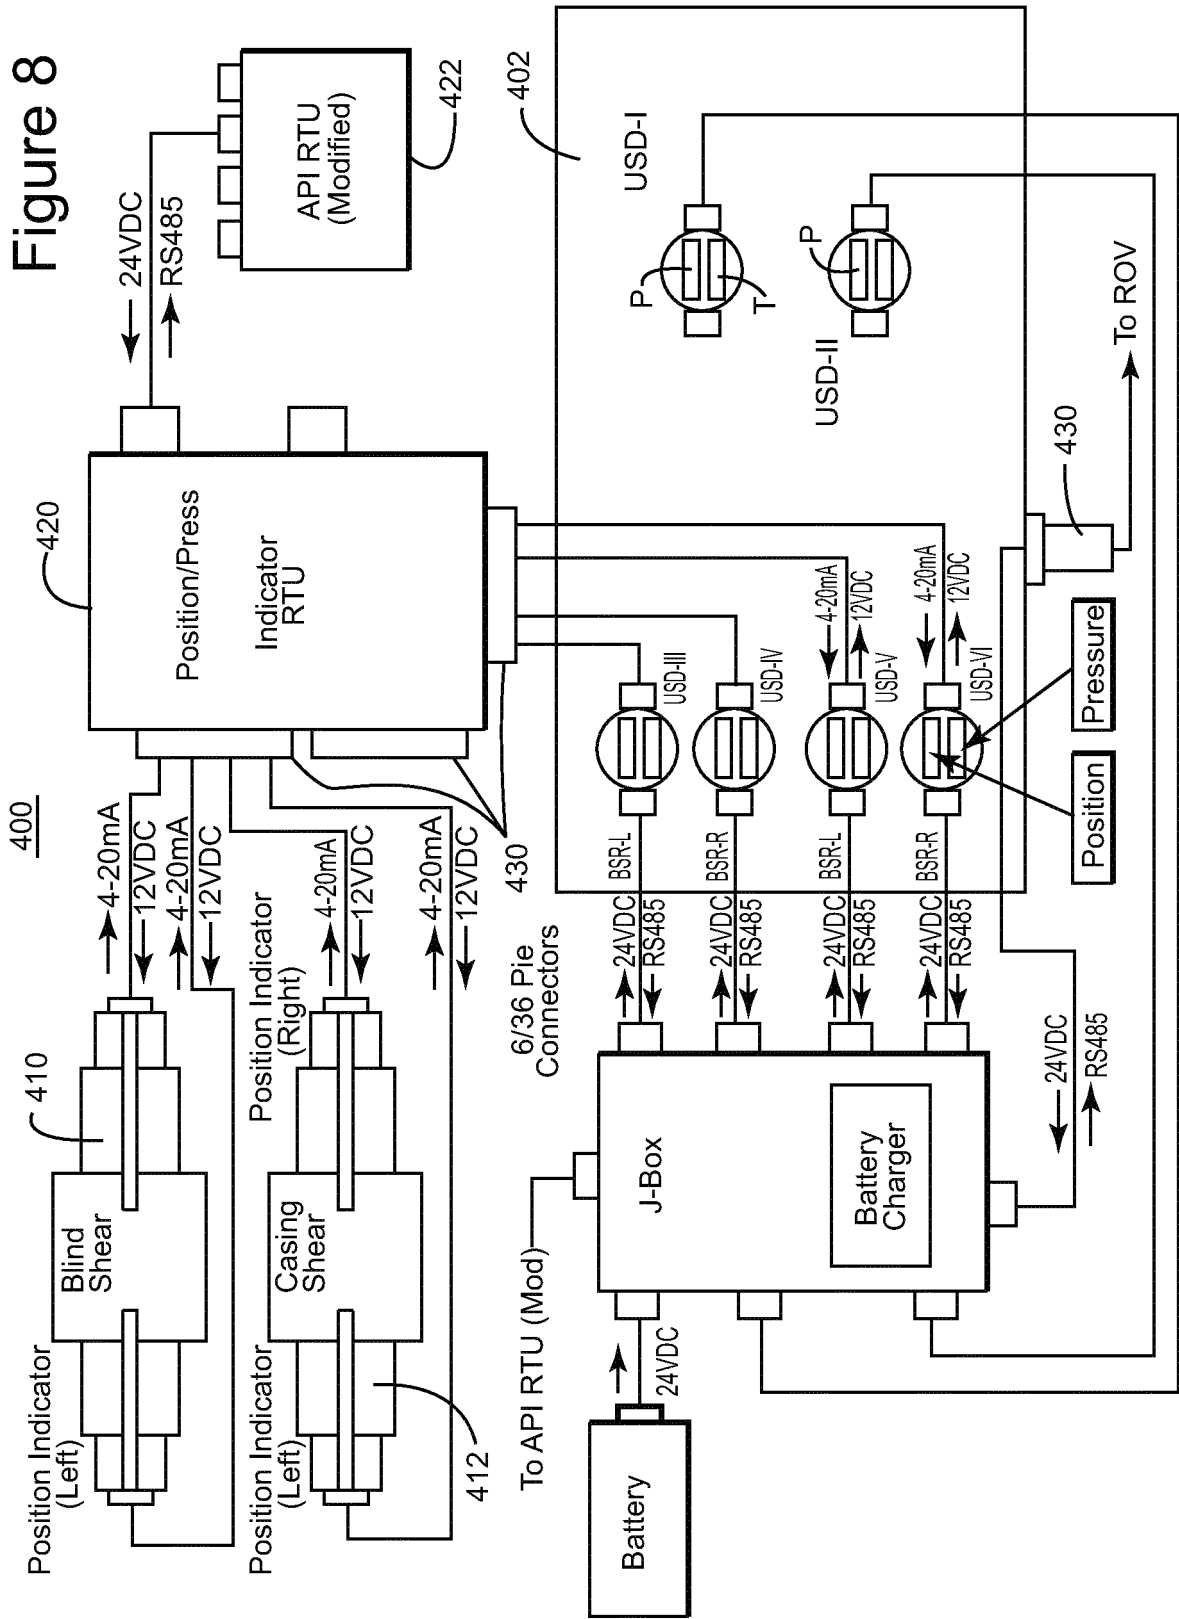 Figure 8
400
Position Indicator
(Left)
Blind
Shear
410
4-20mA
12VDC
4-20mA
12VDC
420
Position/Press
Indicator
RTU
24VDC
RS485
API RTU
(Modified)
422
Position Indicator
(Left)
Casing
Shear
412
Position Indicator
(Right)
4-20mA
12VDC
4-20mA
12VDC
430
To API RTU (Mod)
6/36 Pie
Connectors
Battery
24VDC
J-Box
Battery
Charger
24VDC
RS485
BSR-L
USD-III
24VDC
RS485
BSR-R
USD-IV
24VDC
RS485
BSR-L
USD-V
4-20mA
12VDC
24VDC
RS485
BSR-R
USD-VI
4-20mA
12VDC
24VDC
RS485
Position
Pressure
402
USD-I
P
T
USD-II
P
430
To ROV